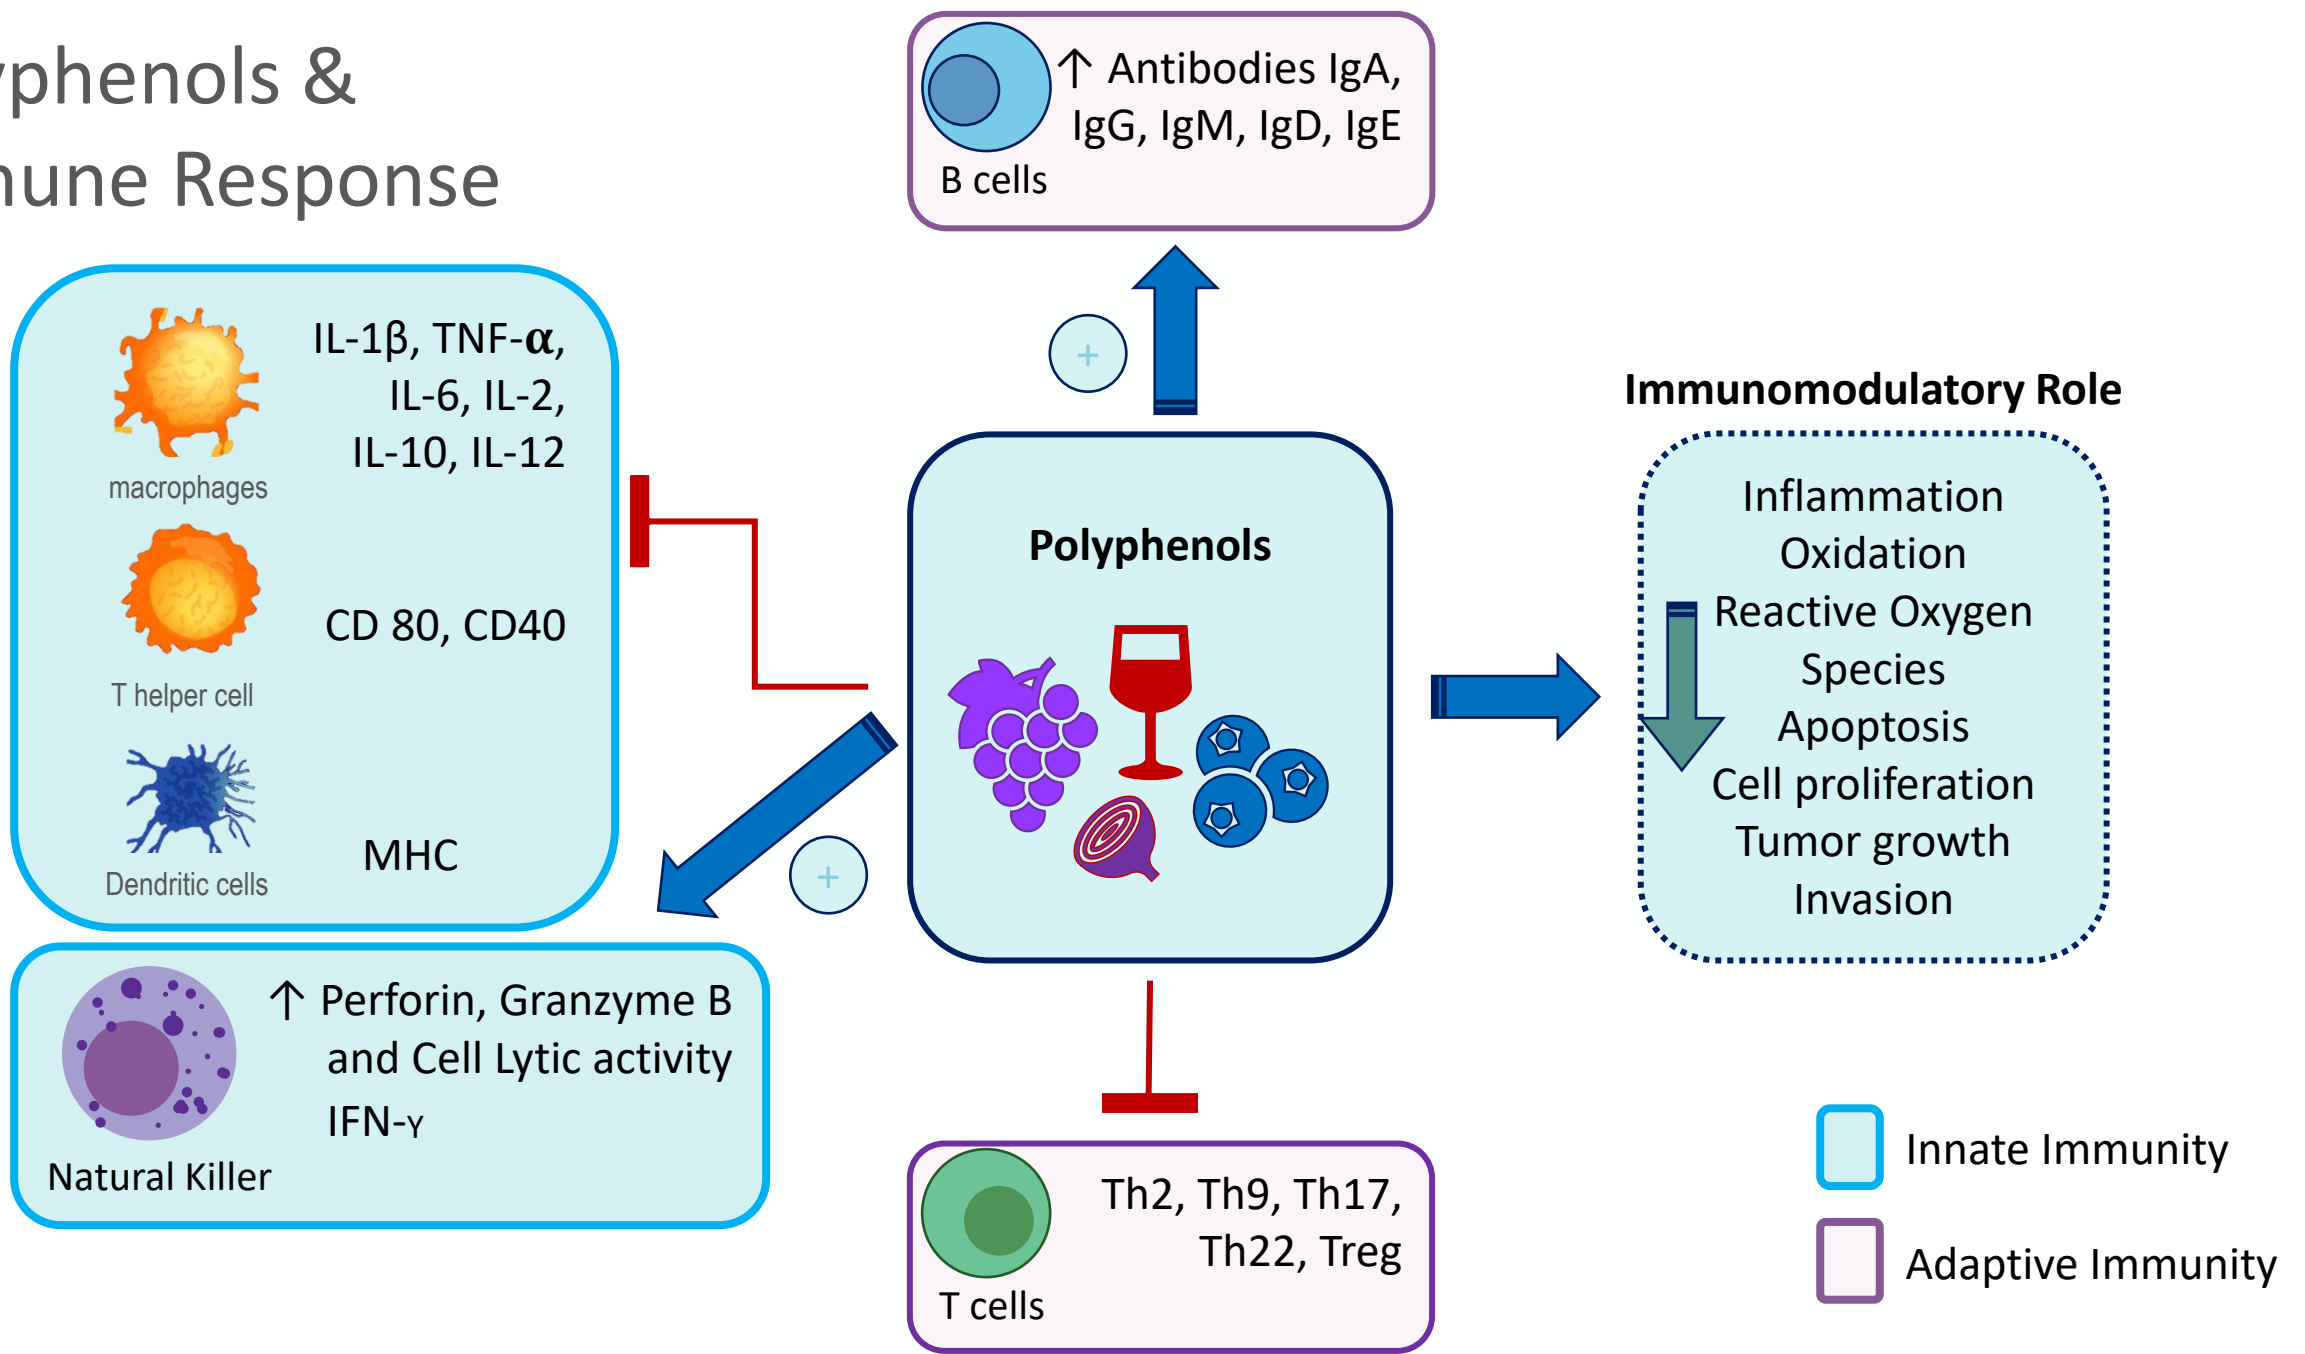 yphenols &
nune Response
↑ Antibodies IgA,
IgG, IgM, IgD, IgE
B cells
IL-1β, TNF-α,
IL-6, IL-2,
IL-10, IL-12
macrophages
CD 80, CD40
T helper cell
MHC
Dendritic cells
+
+
↑ Perforin, Granzyme B
and Cell Lytic activity
IFN-γ
Natural Killer
Polyphenols
Immunomodulatory Role
Inflammation
Oxidation
Reactive Oxygen
Species
Apoptosis
Cell proliferation
Tumor growth
Invasion
Th2, Th9, Th17,
Th22, Treg
T cells
Innate Immunity
Adaptive Immunity